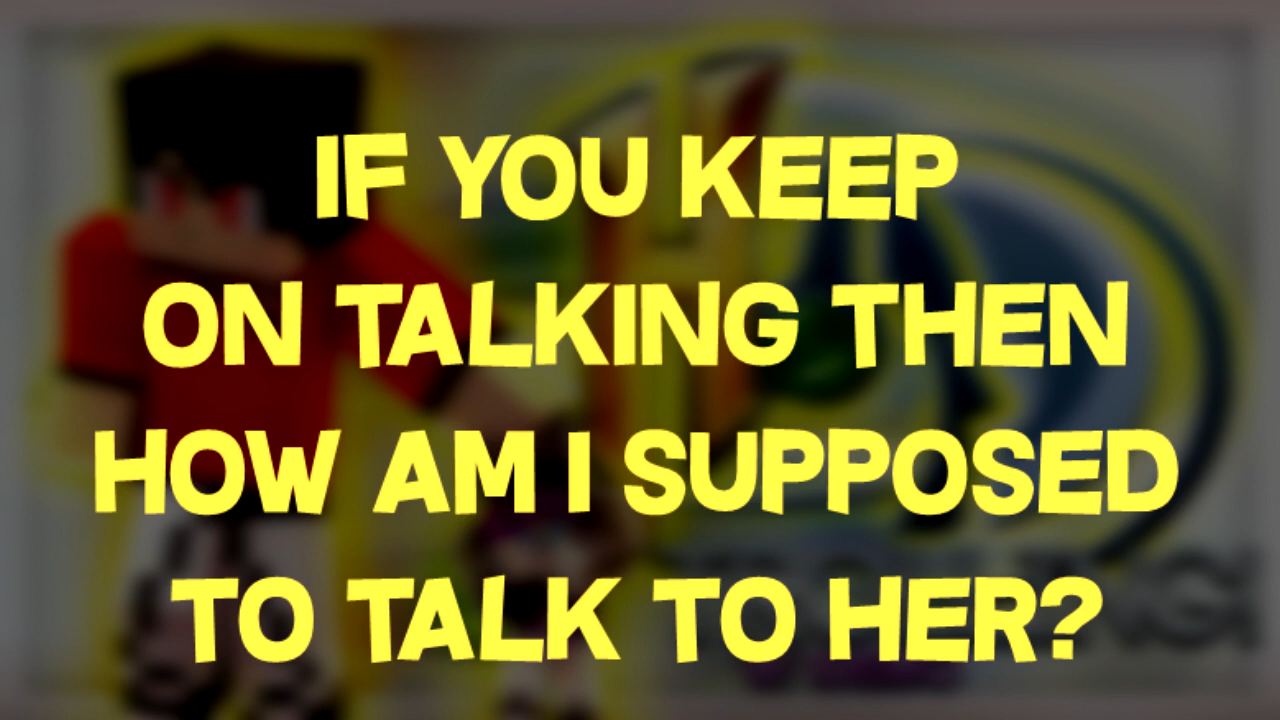 IF YOU KEEP
ON TALKING THEN
HOW AM I SUPPOSED
TO TALK TO HER?